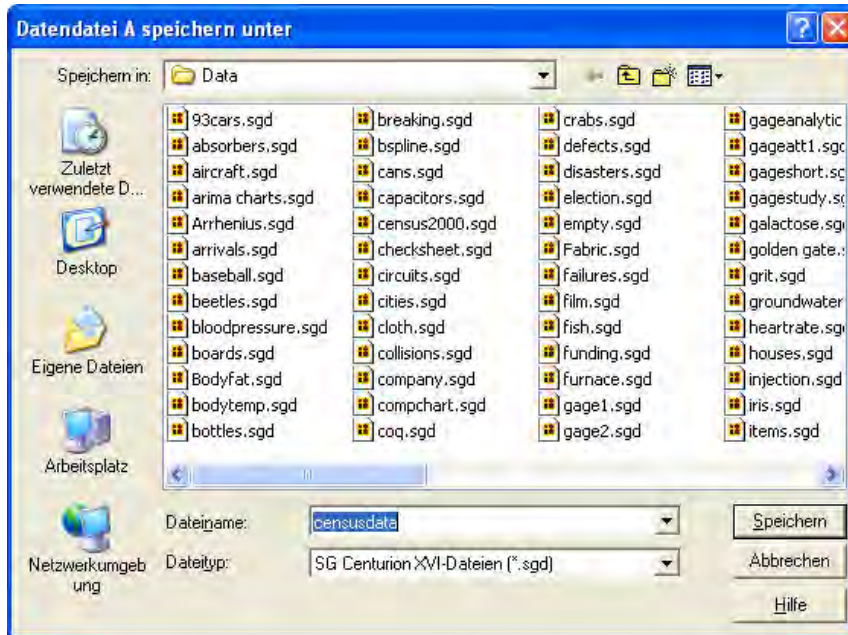 Datendatei A speichern unter
Speichern in: Data
Zuletzt
verwendete D...
Desktop
Eigene Dateien
Arbeitsplatz
Netzwerkumgeb
ung
93cars.sgd
absorbers.sgd
aircraft.sgd
arima charts.sgd
Arrhenius.sgd
arrivals.sgd
baseball.sgd
beetles.sgd
bloodpressure.sgd
boards.sgd
Bodyfat.sgd
bodytemp.sgd
bottles.sgd
breaking.sgd
bspline.sgd
cans.sgd
capacitors.sgd
census2000.sgd
checksheet.sgd
circuits.sgd
cities.sgd
cloth.sgd
collisions.sgd
company.sgd
compchart.sgd
coq.sgd
crabs.sgd
defects.sgd
disasters.sgd
election.sgd
empty.sgd
Fabric.sgd
failures.sgd
film.sgd
fish.sgd
funding.sgd
furnace.sgd
gage1.sgd
gage2.sgd
gageanalytic
gageatt1.sgd
gageshort.sg
gagestudy.sg
galactose.sgd
golden gate.
grit.sgd
groundwater
heartrate.sg
houses.sgd
injection.sgd
iris.sgd
items.sgd
Dateiname: censusdata
Speichern
Dateityp: SG Centurion XVI-Dateien (*.sgd)
Abbrechen
Hilfe